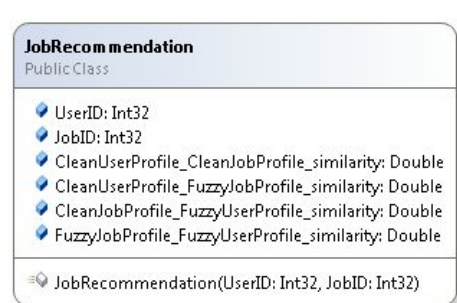 JobRecommendation
Public Class
UserID: Int32
JobID: Int32
CleanUserProfile_CleanJobProfile_similarity: Double
CleanUserProfile_FuzzyJobProfile_similarity: Double
CleanJobProfile_FuzzyUserProfile_similarity: Double
FuzzyJobProfile_FuzzyUserProfile_similarity: Double
JobRecommendation(UserID: Int32, JobID: Int32)